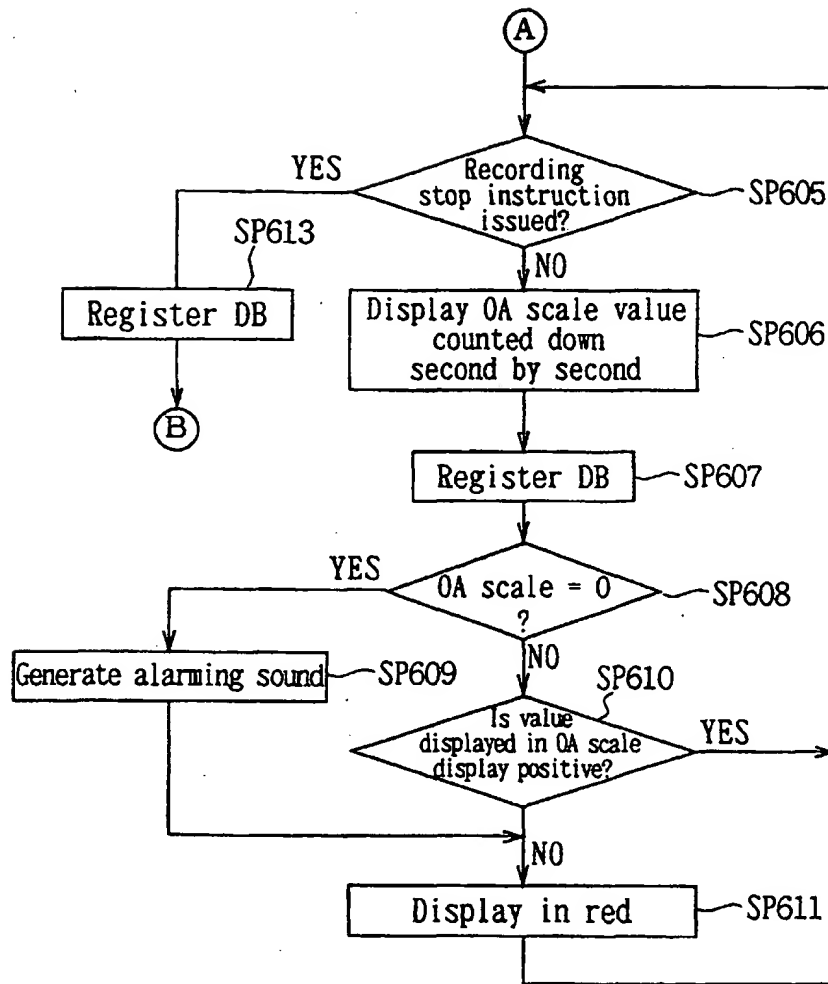 A
YES
Recording
stop instruction
issued?
SP605
SP613
NO
Register DB
Display OA scale value
counted down
second by second
SP606
B
Register DB
SP607
YES
OA scale = 0
?
SP608
NO
Generate alarming sound
SP609
SP610
Is value
displayed in OA scale
display positive?
YES
NO
Display in red
SP611